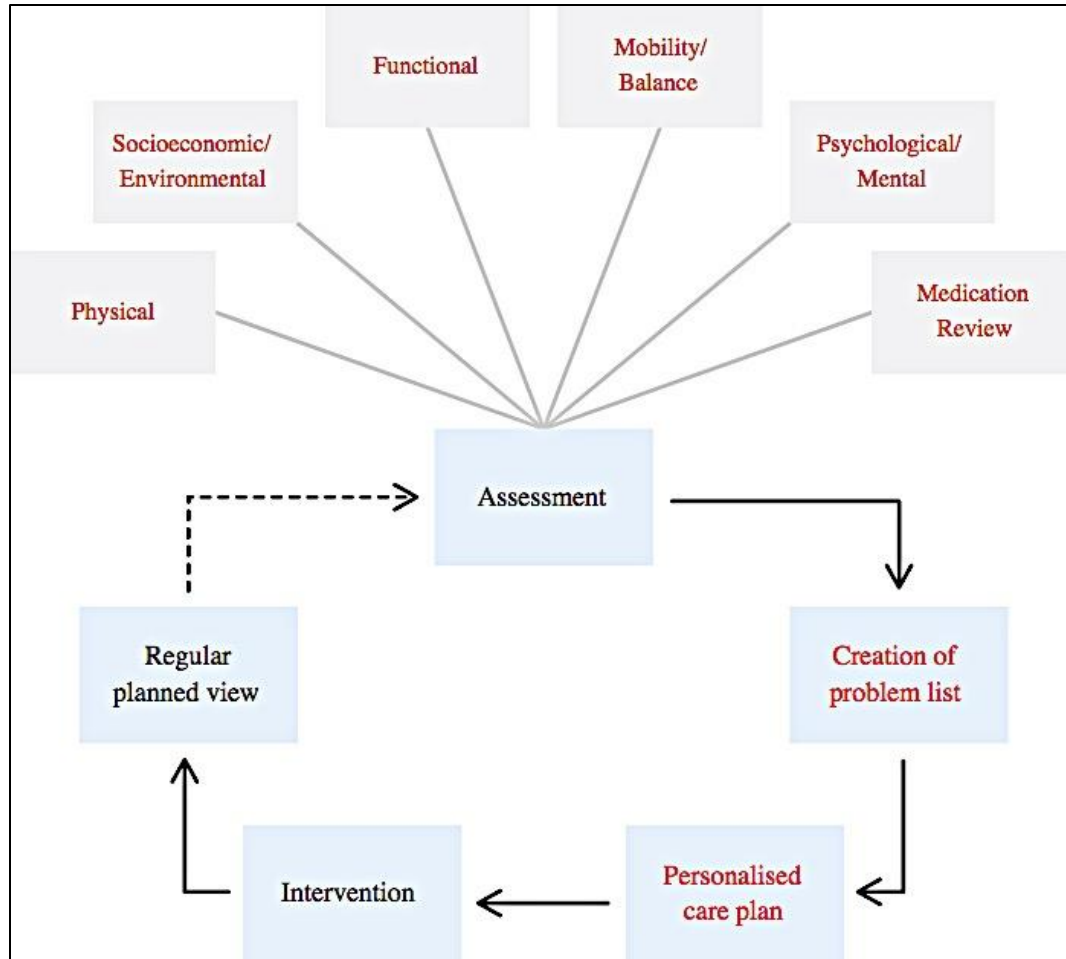 Functional
Mobility/
Balance
Socioeconomic/
Environmental
Psychological/
Mental
Physical
Medication
Review
Assessment
Regular
planned view
Creation of
problem list
Intervention
Personalised
care plan